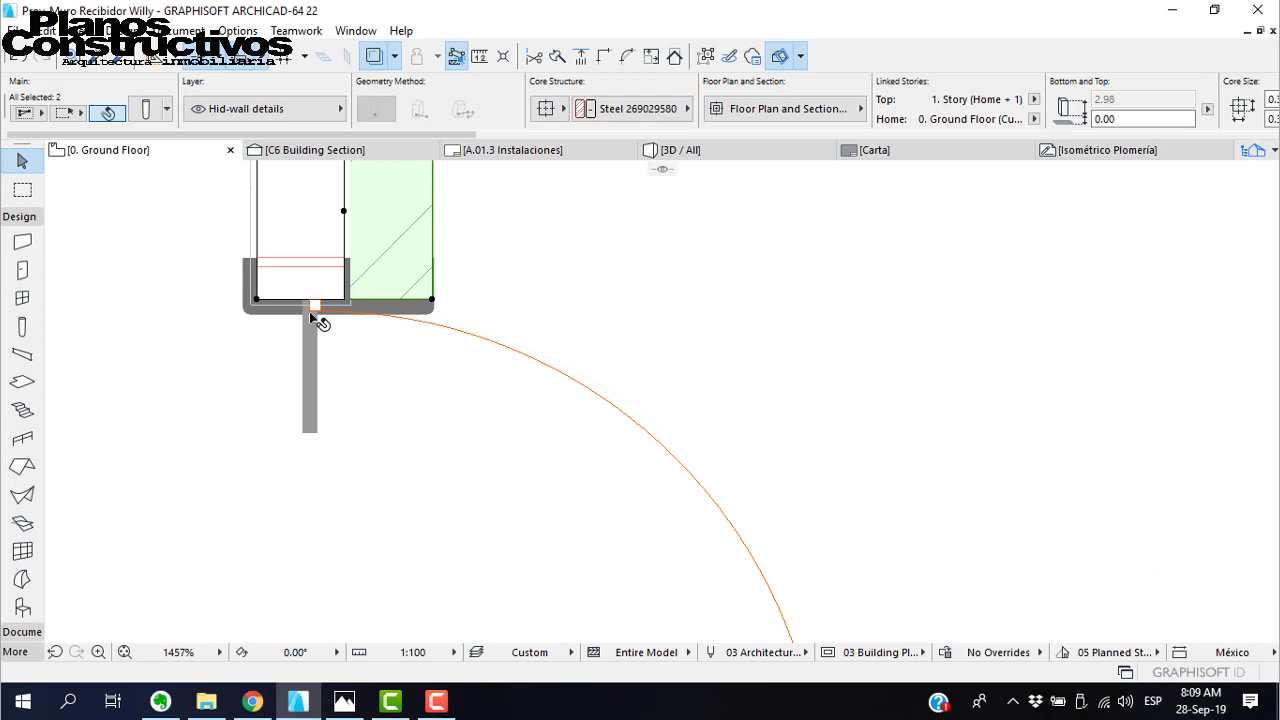 Prev. Muro Recibidor Willy - GRAPHISOFT ARCHICAD-64 22
Options Teamwork Window Help
Planos
Constructivos
Arquitectura inmobiliaria
Main:
All Selected: 2
Layer:
Hid-wall details
Geometry Method:
Core Structure:
Steel 269029580
Floor Plan and Section:
Floor Plan and Section...
Linked Stories:
Top: 1. Story (Home + 1)
Home: 0. Ground Floor (Cu...
Bottom and Top:
2.98
0.00
Core Size:
[0. Ground Floor]
[C6 Building Section]
[A.01.3 Instalaciones]
[3D / All]
[Carta]
[Isométrico Plomería]
Design
Docume
More
1457%
0.00°
1:100
Custom
Entire Model
03 Architectur...
03 Building Pl...
No Overrides
05 Planned St...
México
GRAPHISOFT ID
ESP
8:09 AM
28-Sep-19